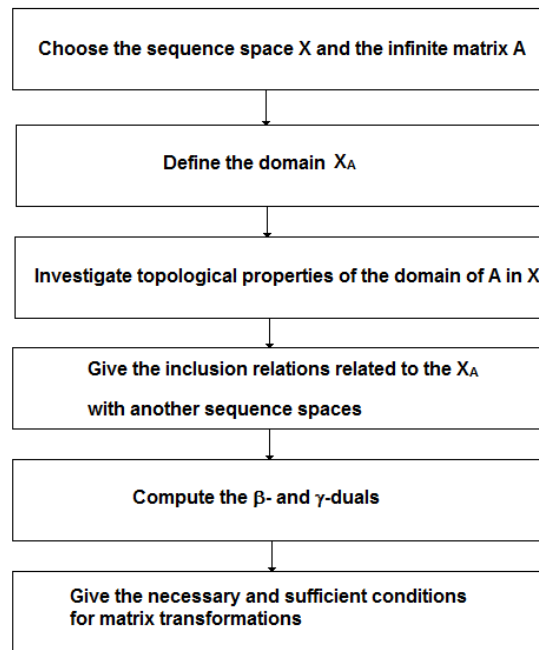 Choose the sequence space X and the infinite matrix A
Define the domain X_A
Investigate topological properties of the domain of A in X
Give the inclusion relations related to the X_A
with another sequence spaces
Compute the β- and γ-duals
Give the necessary and sufficient conditions
for matrix transformations